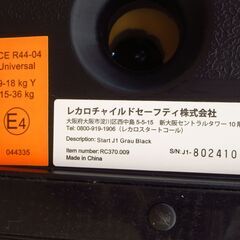 CE R44-04
Universal
9-18 kg Y
15-36 kg
E4
044335
レカロチャイルドセーフティ株式会社
大阪府大阪市淀川区西中島 5-5-15 新大阪セントラルタワー 10 階
Tel: 0800-919-1906（レカロスタートコール）
Description: Start J1 Grau Black
Item number: RC370.009
Made in China
S/N: J1- 802410